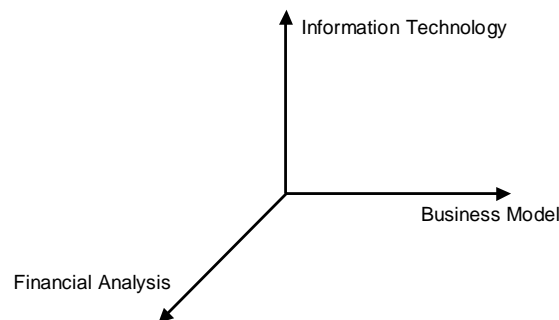 Information Technology
Business Model
Financial Analysis